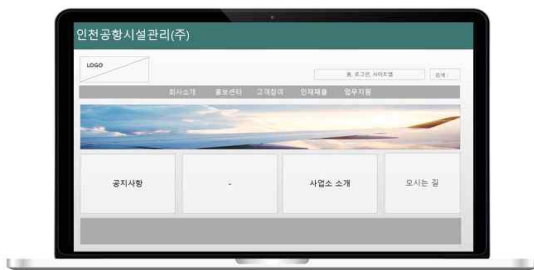 인천공항시설관리(주)
LOGO
홈, 로그인, 사이트맵
검색 :
회사소개 홍보센터 고객참여 인재채용 업무지원
공지사항
-
사업소 소개
오시는 길